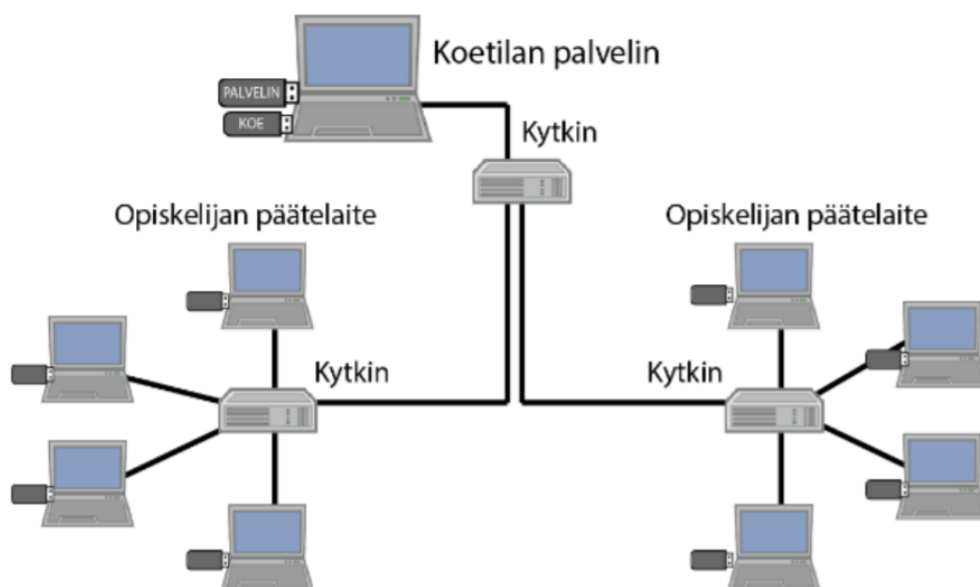 Koetilan palvelin
PALVELIN
KOE
Kytkin
Opiskelijan päätelaite
Opiskelijan päätelaite
Kytkin
Kytkin